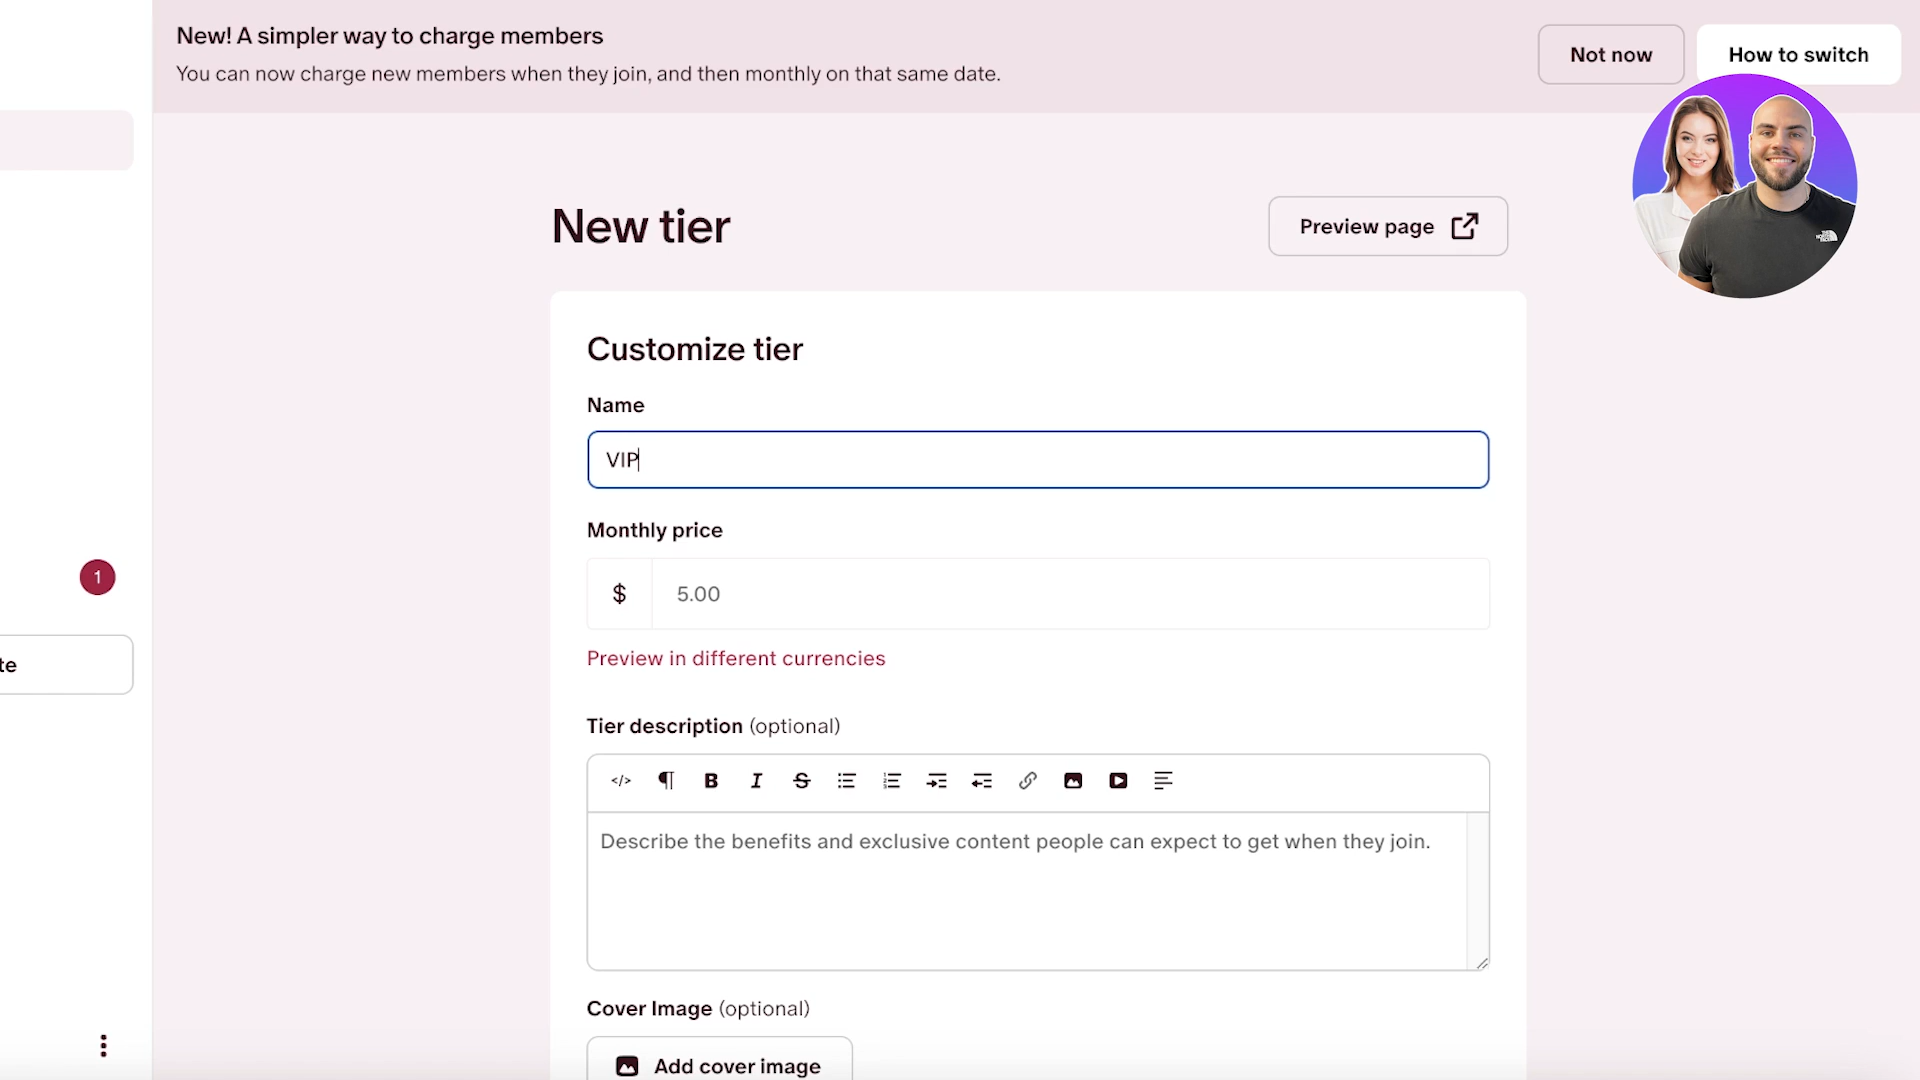 New! A simpler way to charge members
You can now charge new members when they join, and then monthly on that same date.
Not now
How to switch
New tier
Preview page
Customize tier
Name
VIP
Monthly price
$ 5.00
Preview in different currencies
Tier description (optional)
Describe the benefits and exclusive content people can expect to get when they join.
Cover Image (optional)
Add cover image
1
te
THE NORTH FACE